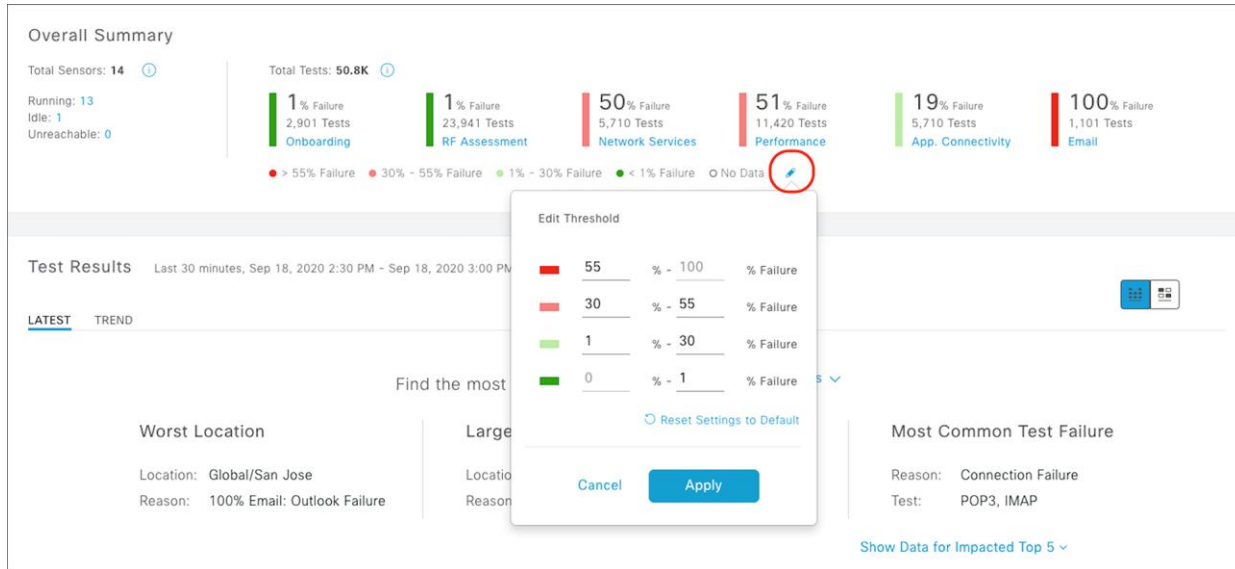 Overall Summary
Total Sensors: 14
Running: 13
Idle: 1
Unreachable: 0
Total Tests: 50.8K
1% Failure
2,901 Tests
Onboarding
1% Failure
23,941 Tests
RF Assessment
50% Failure
5,710 Tests
Network Services
51% Failure
11,420 Tests
Performance
19% Failure
5,710 Tests
App. Connectivity
100% Failure
1,101 Tests
Email
> 55% Failure 30% - 55% Failure 1% - 30% Failure < 1% Failure No Data
Edit Threshold
55 % - 100 % Failure
30 % - 55 % Failure
1 % - 30 % Failure
0 % - 1 % Failure
Reset Settings to Default
Cancel Apply
Test Results Last 30 minutes, Sep 18, 2020 2:30 PM - Sep 18, 2020 3:00 PM
LATEST TREND
Find the most
Worst Location
Location: Global/San Jose
Reason: 100% Email: Outlook Failure
Most Common Test Failure
Reason: Connection Failure
Test: POP3, IMAP
Show Data for Impacted Top 5